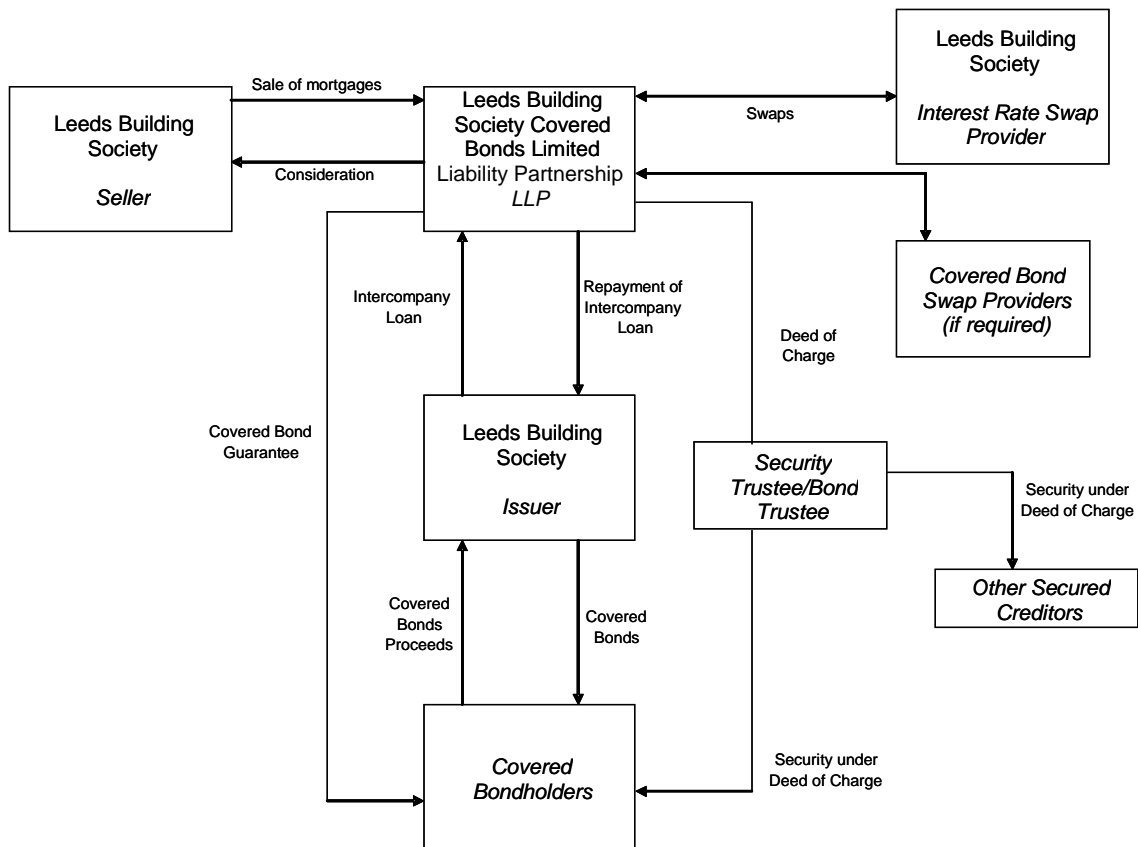 Leeds Building
Society
Interest Rate Swap
Provider
Sale of mortgages
Leeds Building
Society
Seller
Consideration
Leeds Building
Society Covered
Bonds Limited
Liability Partnership
LLP
Swaps
Covered Bond
Swap Providers
(if required)
Intercompany
Loan
Repayment of
Intercompany
Loan
Deed of
Charge
Covered Bond
Guarantee
Leeds Building
Society
Issuer
Security
Trustee/Bond
Trustee
Security under
Deed of Charge
Other Secured
Creditors
Covered
Bonds
Proceeds
Covered
Bonds
Covered
Bondholders
Security under
Deed of Charge